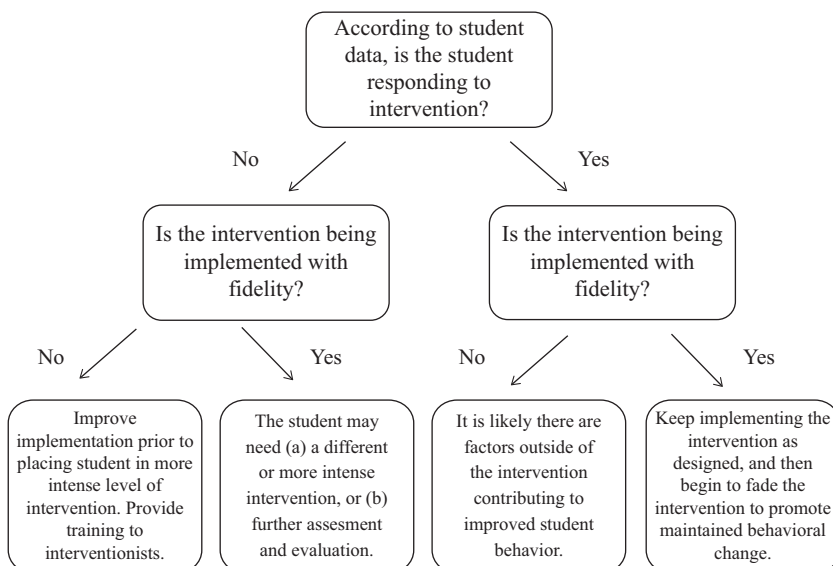 According to student
data, is the student
responding to
intervention?
No
Yes
Is the intervention being
implemented with
fidelity?
Is the intervention being
implemented with
fidelity?
No
Yes
No
Yes
Improve
implementation prior to
placing student in more
intense level of
intervention. Provide
training to
interventionists.
The student may
need (a) a different
or more intense
intervention, or (b)
further assesment
and evaluation.
It is likely there are
factors outside of
the intervention
contributing to
improved student
behavior.
Keep implementing the
intervention as
designed, and then
begin to fade the
intervention to promote
maintained behavioral
change.